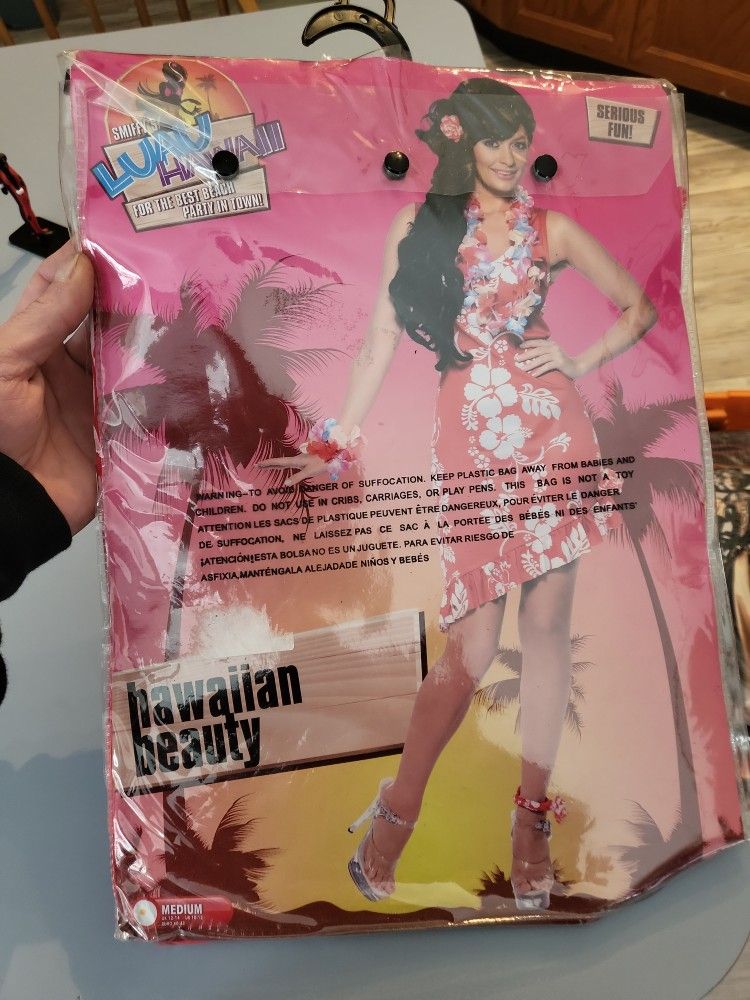 SMIFFY'S
LUAU
HAWAII
FOR THE BEST BEACH
PARTY IN TOWN!
SERIOUS
FUN!
WARNING-TO AVOID DANGER OF SUFFOCATION. KEEP PLASTIC BAG AWAY FROM BABIES AND
CHILDREN. DO NOT USE IN CRIBS, CARRIAGES, OR PLAY PENS. THIS BAG IS NOT A TOY
ATTENTION LES SACS DE PLASTIQUE PEUVENT ÊTRE DANGEREUX, POUR ÉVITER LE DANGER
DE SUFFOCATION, NE LAISSEZ PAS CE SAC À LA PORTEE DES BÉBÉS NI DES ENFANTS'
¡ATENCIÓN!ESTA BOLSA NO ES UN JUGUETE. PARA EVITAR RIESGO DE
ASFIXIA,MANTÉNGALA ALEJADADE NIÑOS Y BEBÉS
hawaiian
beauty
MEDIUM